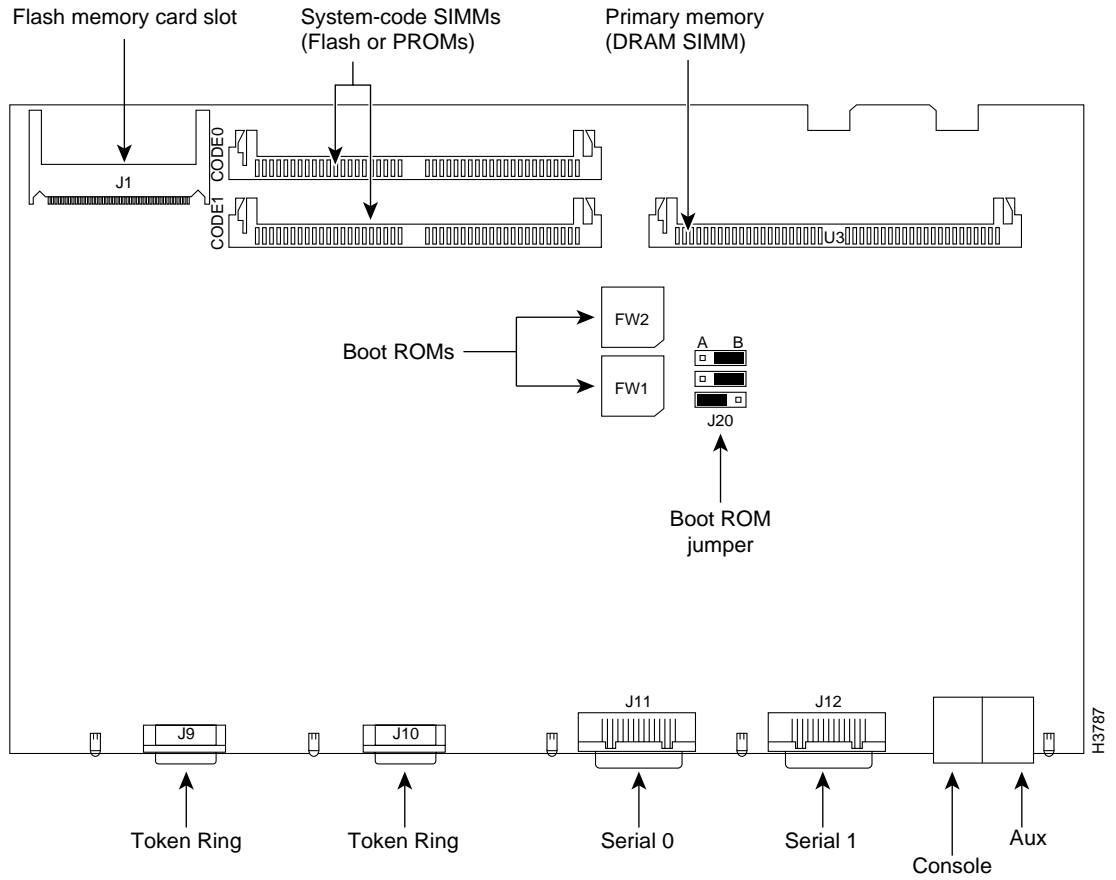 Flash memory card slot
System-code SIMMs
(Flash or PROMs)
Primary memory
(DRAM SIMM)
CODE0
J1
CODE1
U3
FW2
Boot ROMs
A B
FW1
J20
Boot ROM
jumper
J11
J12
J9
J10
H3787
Token Ring
Token Ring
Serial 0
Serial 1
Aux
Console